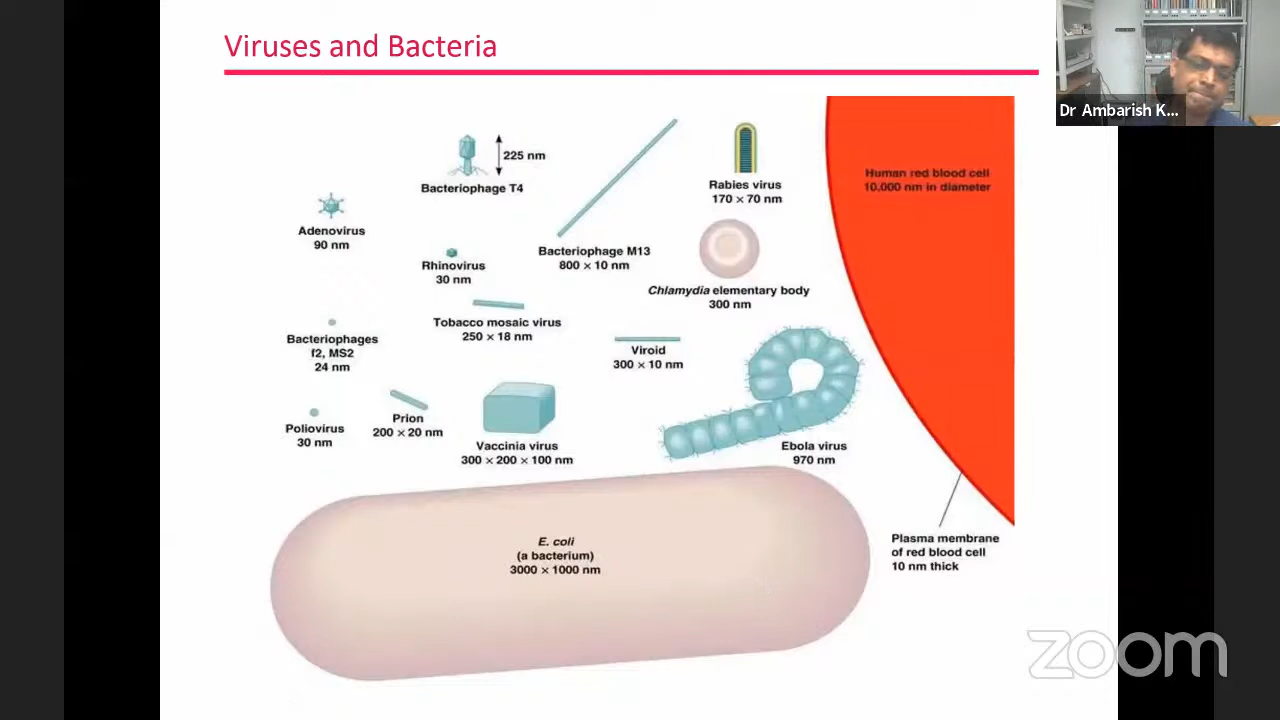 Viruses and Bacteria
Dr Ambarish K...
225 nm
Bacteriophage T4
Rabies virus
170 × 70 nm
Human red blood cell
10,000 nm in diameter
Adenovirus
90 nm
Rhinovirus
30 nm
Bacteriophage M13
800 × 10 nm
Chlamydia elementary body
300 nm
Tobacco mosaic virus
250 × 18 nm
Bacteriophages
f2, MS2
24 nm
Viroid
300 × 10 nm
Poliovirus
30 nm
Prion
200 × 20 nm
Vaccinia virus
300 × 200 × 100 nm
Ebola virus
970 nm
E. coli
(a bacterium)
3000 × 1000 nm
Plasma membrane
of red blood cell
10 nm thick
zoom